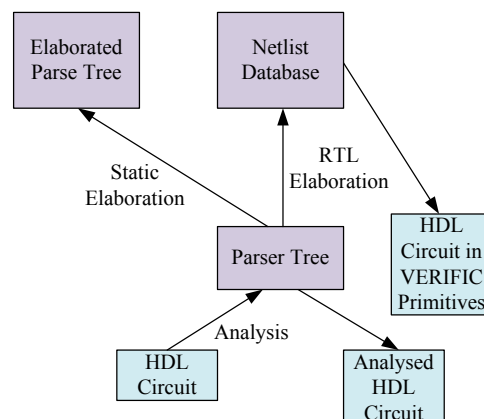 Elaborated
Parse Tree
Netlist
Database
Static
Elaboration
RTL
Elaboration
HDL
Circuit in
VERIFIC
Primitives
Parser Tree
Analysis
HDL
Circuit
Analysed
HDL
Circuit